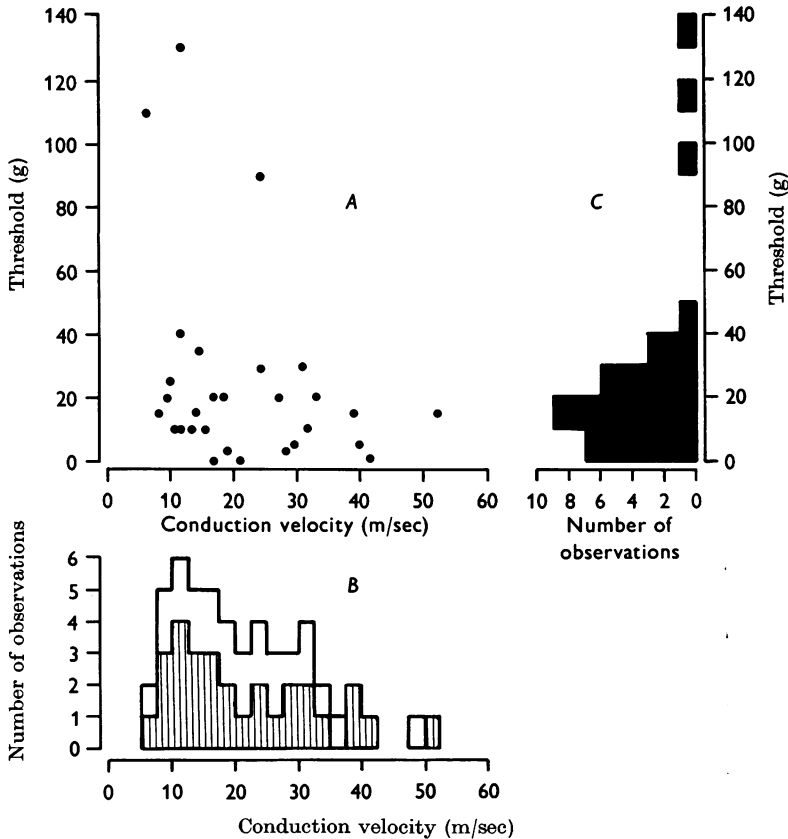 140
120
100
80
60
40
20
0
Threshold (g)
A
0 10 20 30 40 50 60
Conduction velocity (m/sec)
C
140
120
100
80
60
40
20
0
Threshold (g)
10 8 6 4 2 0
Number of
observations
6
5
4
3
2
1
0
Number of observations
B
0 10 20 30 40 50 60
Conduction velocity (m/sec)